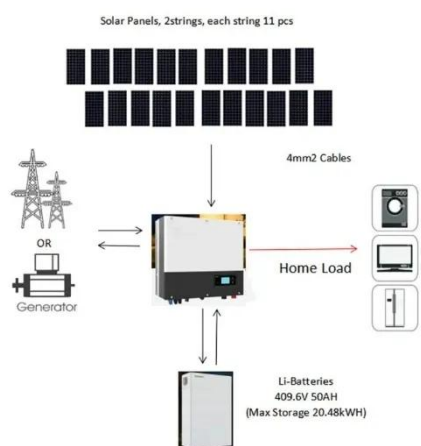 Solar Panels, 2strings, each string 11 pcs
4mm2 Cables
OR
Generator
Home Load
Li-Batteries
409.6V 50AH
(Max Storage 20.48kWH)